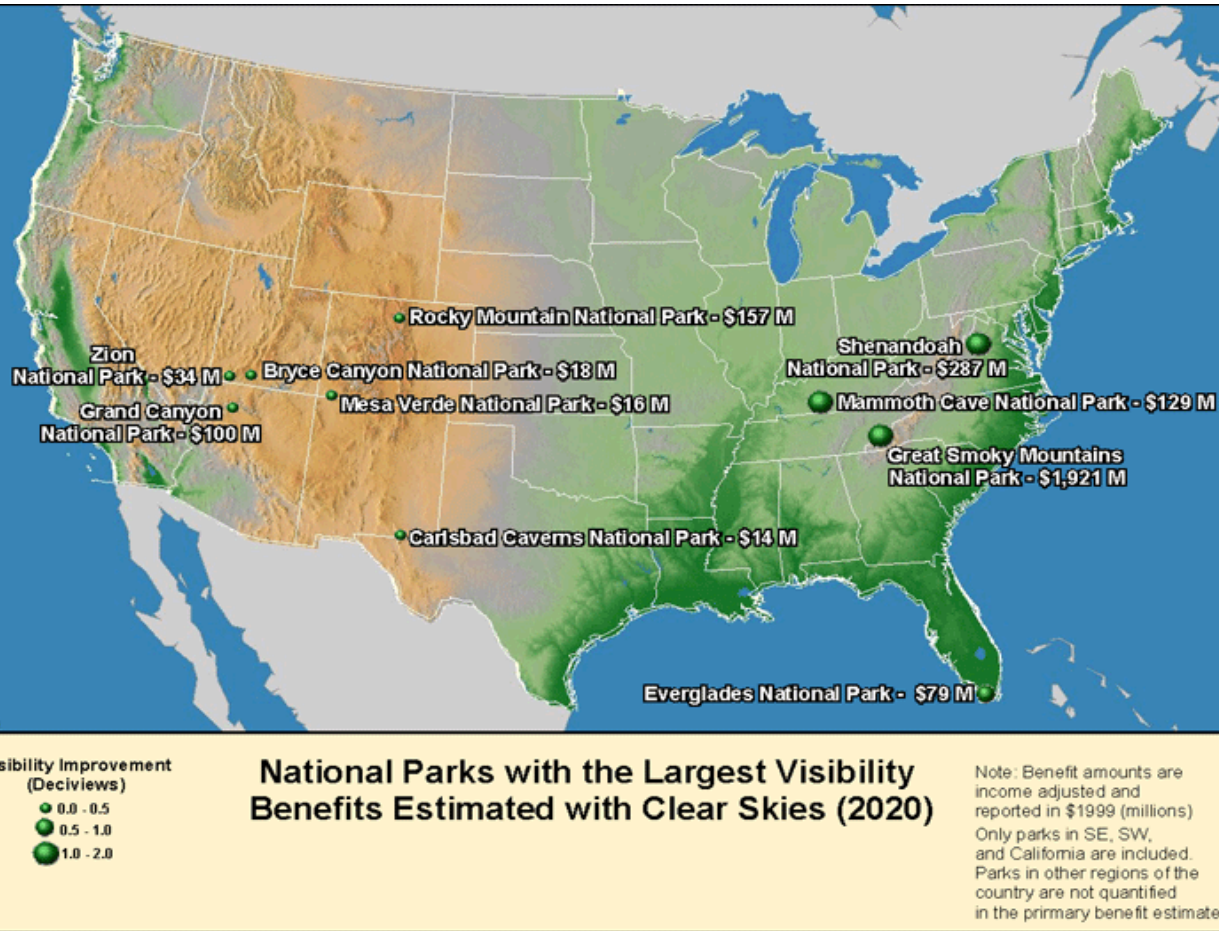 Rocky Mountain National Park - $157 M
Zion
National Park - $34 M
Bryce Canyon National Park - $18 M
Mesa Verde National Park - $16 M
Grand Canyon
National Park - $100 M
Shenandoah
National Park - $287 M
Mammoth Cave National Park - $129 M
Great Smoky Mountains
National Park - $1,921 M
Carlsbad Caverns National Park - $14 M
Everglades National Park - $79 M
sibility Improvement
(Deciviews)
0.0 - 0.5
0.5 - 1.0
1.0 - 2.0
National Parks with the Largest Visibility
Benefits Estimated with Clear Skies (2020)
Note: Benefit amounts are
income adjusted and
reported in $1999 (millions)
Only parks in SE, SW,
and California are included.
Parks in other regions of the
country are not quantified
in the prirmary benefit estimate